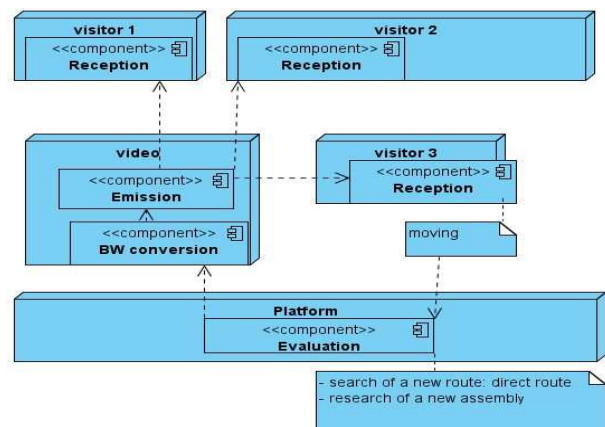 visitor 1
<<component>>
Reception
visitor 2
<<component>>
Reception
video
<<component>>
Emission
<<component>>
BW conversion
visitor 3
<<component>>
Reception
moving
Platform
<<component>>
Evaluation
- search of a new route: direct route
- research of a new assembly